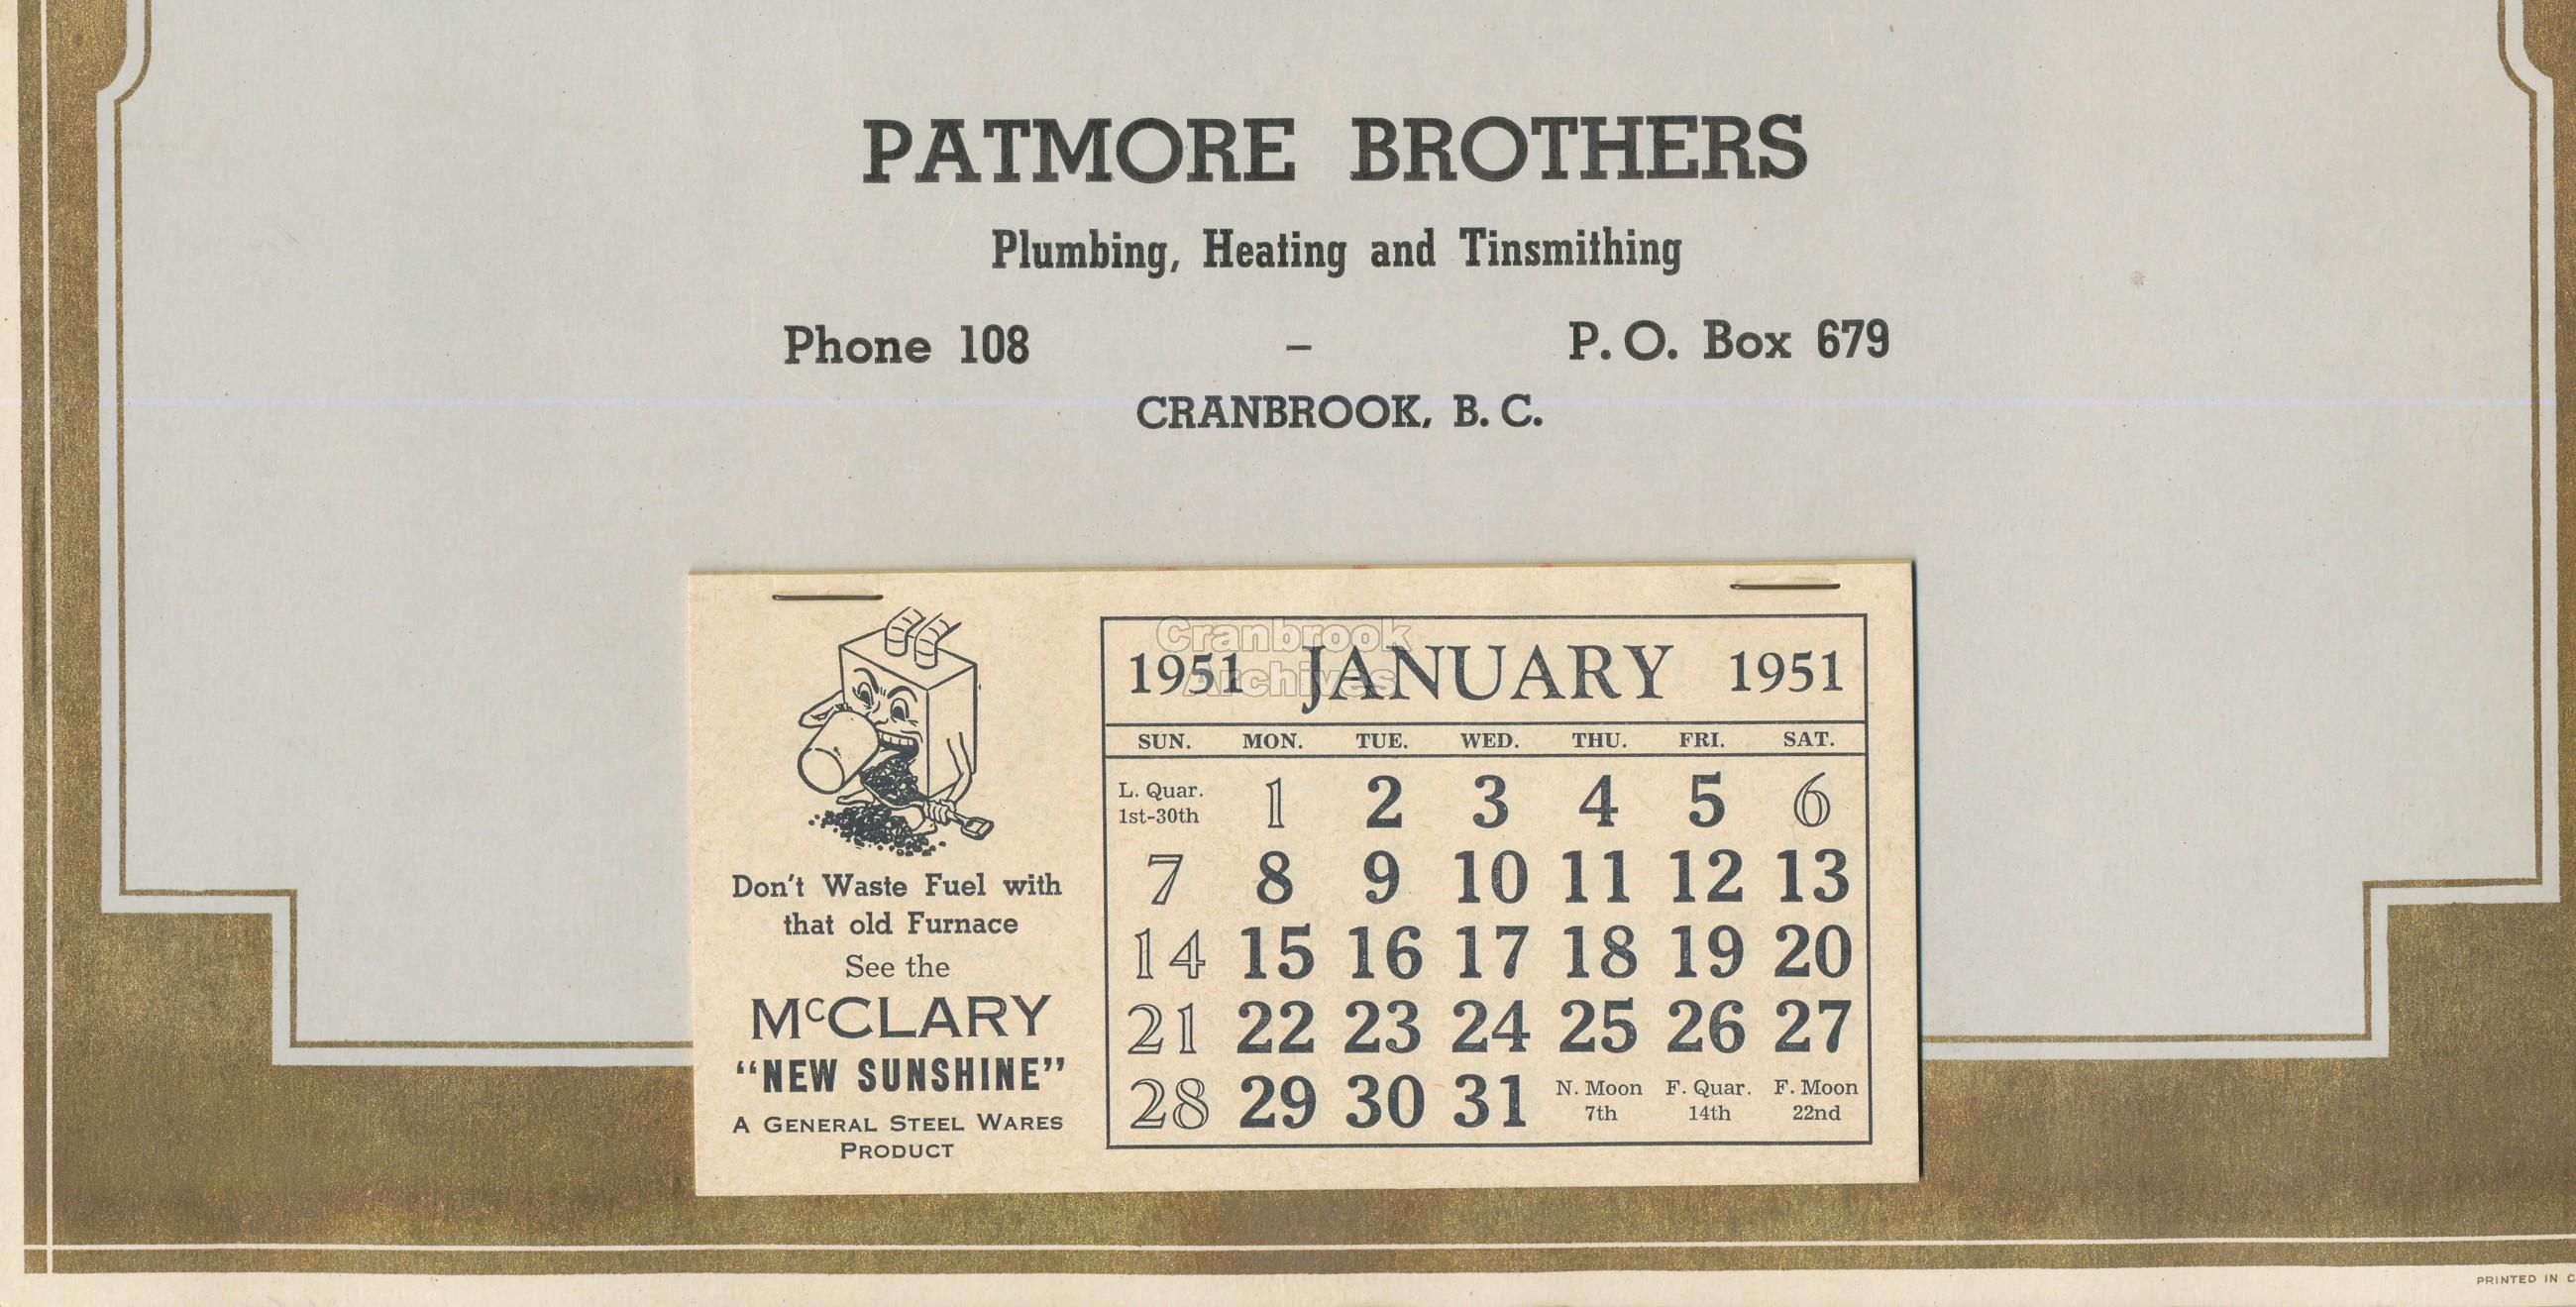 PATMORE BROTHERS
Plumbing, Heating and Tinsmithing
Phone 108 – P. O. Box 679
CRANBROOK, B. C.
Don't Waste Fuel with
that old Furnace
See the
McCLARY
“NEW SUNSHINE”
A GENERAL STEEL WARES
PRODUCT
Cranbrook
Archives
1951 JANUARY 1951
SUN. MON. TUE. WED. THU. FRI. SAT.
L. Quar.
1st-30th
1 2 3 4 5 6
7 8 9 10 11 12 13
14 15 16 17 18 19 20
21 22 23 24 25 26 27
28 29 30 31
N. Moon
7th
F. Quar.
14th
F. Moon
22nd
PRINTED IN